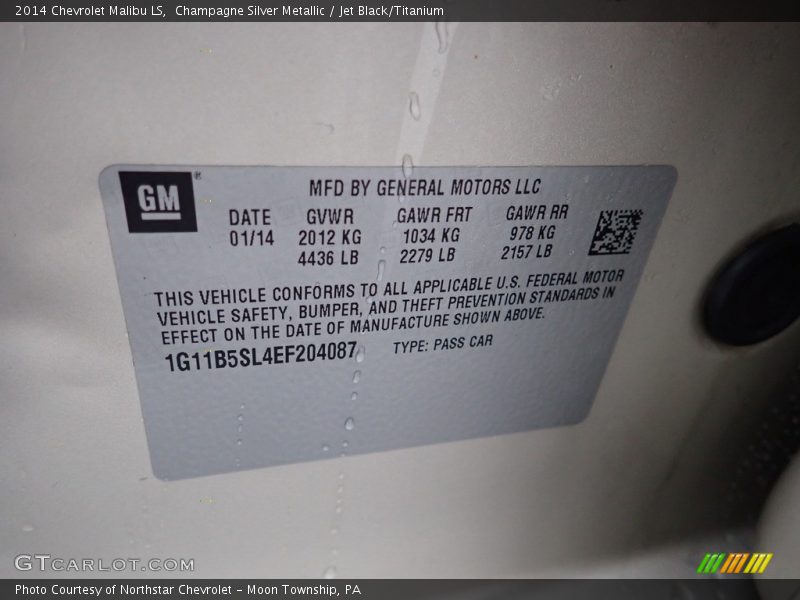 2014 Chevrolet Malibu LS, Champagne Silver Metallic / Jet Black/Titanium
GM ®
MFD BY GENERAL MOTORS LLC
DATE GVWR GAWR FRT GAWR RR
01/14 2012 KG 1034 KG 978 KG
4436 LB 2279 LB 2157 LB
THIS VEHICLE CONFORMS TO ALL APPLICABLE U.S. FEDERAL MOTOR
VEHICLE SAFETY, BUMPER, AND THEFT PREVENTION STANDARDS IN
EFFECT ON THE DATE OF MANUFACTURE SHOWN ABOVE.
1G11B5SL4EF204087 TYPE: PASS CAR
GTCARLOT.COM
Photo Courtesy of Northstar Chevrolet - Moon Township, PA